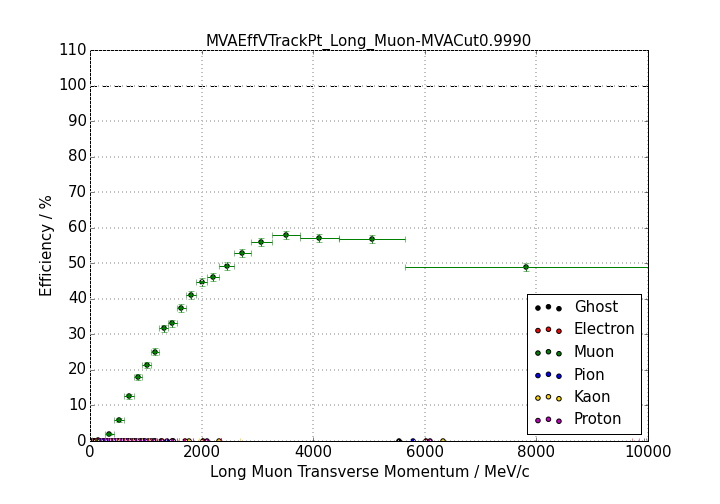 MVAEffVTrackPt_Long_Muon-MVACut0.9990
110
100
90
80
70
60
50
40
30
20
10
0
Efficiency / %
Ghost
Electron
Muon
Pion
Kaon
Proton
0 2000 4000 6000 8000 10000
Long Muon Transverse Momentum / MeV/c